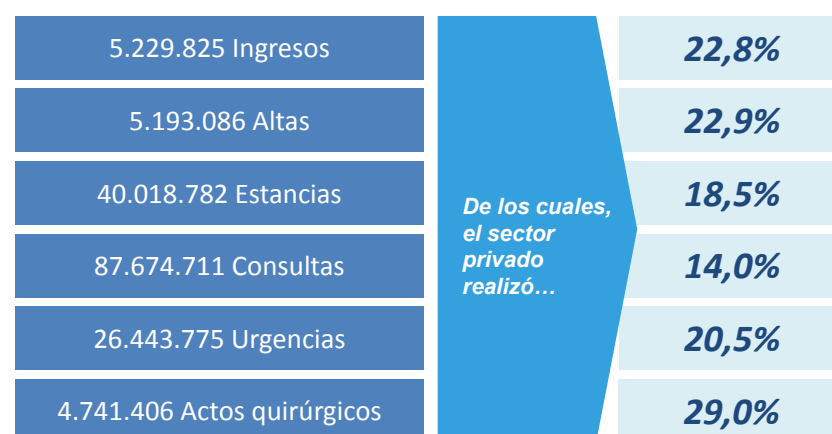 5.229.825 Ingresos
22,8%
5.193.086 Altas
22,9%
40.018.782 Estancias
18,5%
De los cuales,
el sector
privado
realizó…
87.674.711 Consultas
14,0%
26.443.775 Urgencias
20,5%
4.741.406 Actos quirúrgicos
29,0%